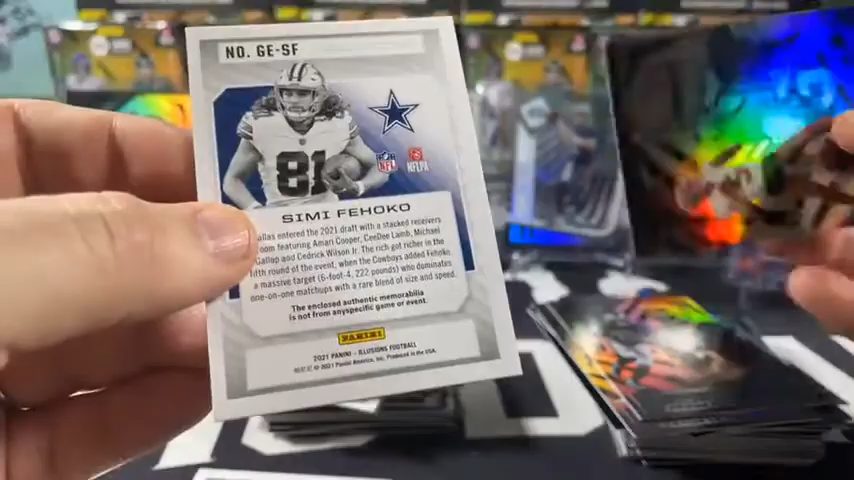 NO. GE-SF
81
NFL
NFLPA
SIMI FEHOKO
allas entered the 2021 draft with a stacked receivers
oom featuring Amari Cooper, CeeDee Lamb, Michael
Gallup and Cedrick Wilson Jr. The rich got richer in the
fifth round of the event, when the Cowboys added Fehoko,
a massive target (6-foot-4, 222 pounds) who dominates
one-on-one matchups with a rare blend of size and speed.
The enclosed authentic memorabilia
is not from anyspecific game or event.
PANINI
2021 PANINI - ILLUSIONS FOOTBALL
© 2021 Panini America, Inc. Produced in the USA.